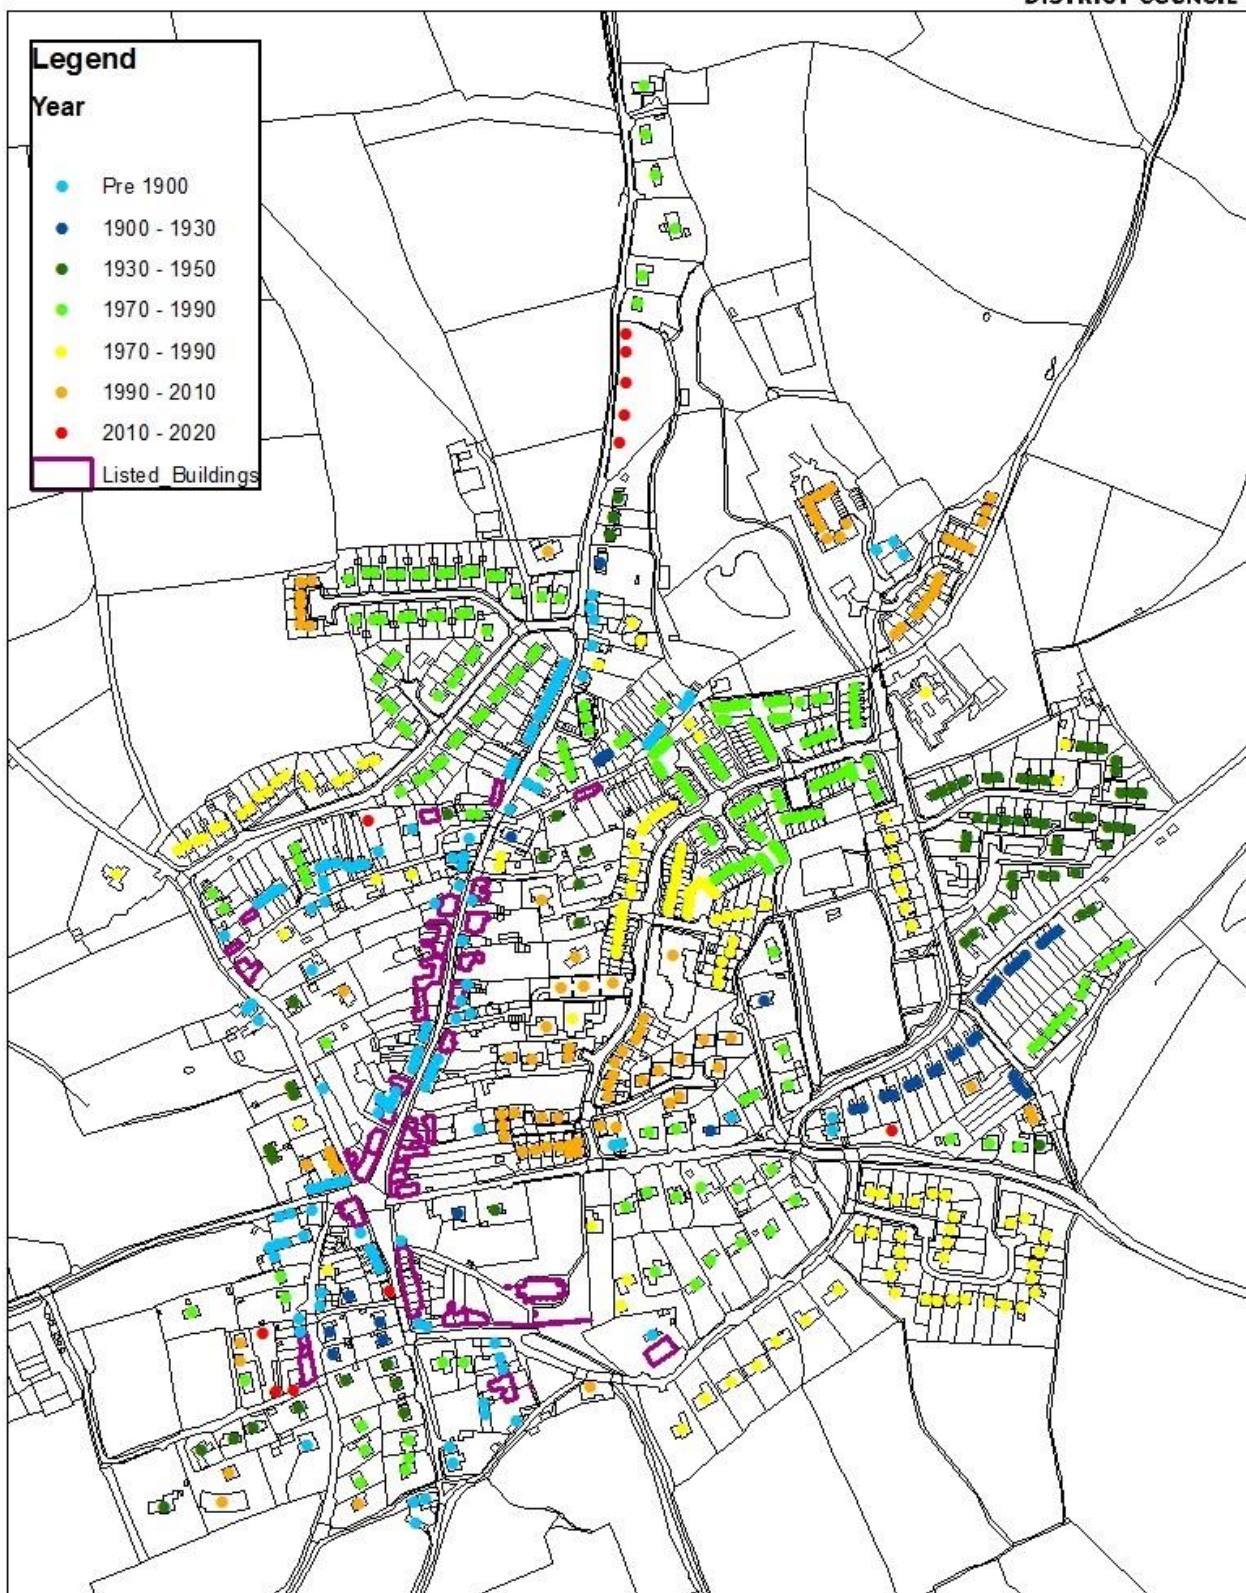 DISTRICT COUNCIL
Legend
Year
Pre 1900
1900 - 1930
1930 - 1950
1970 - 1990
1970 - 1990
1990 - 2010
2010 - 2020
Listed_Buildings